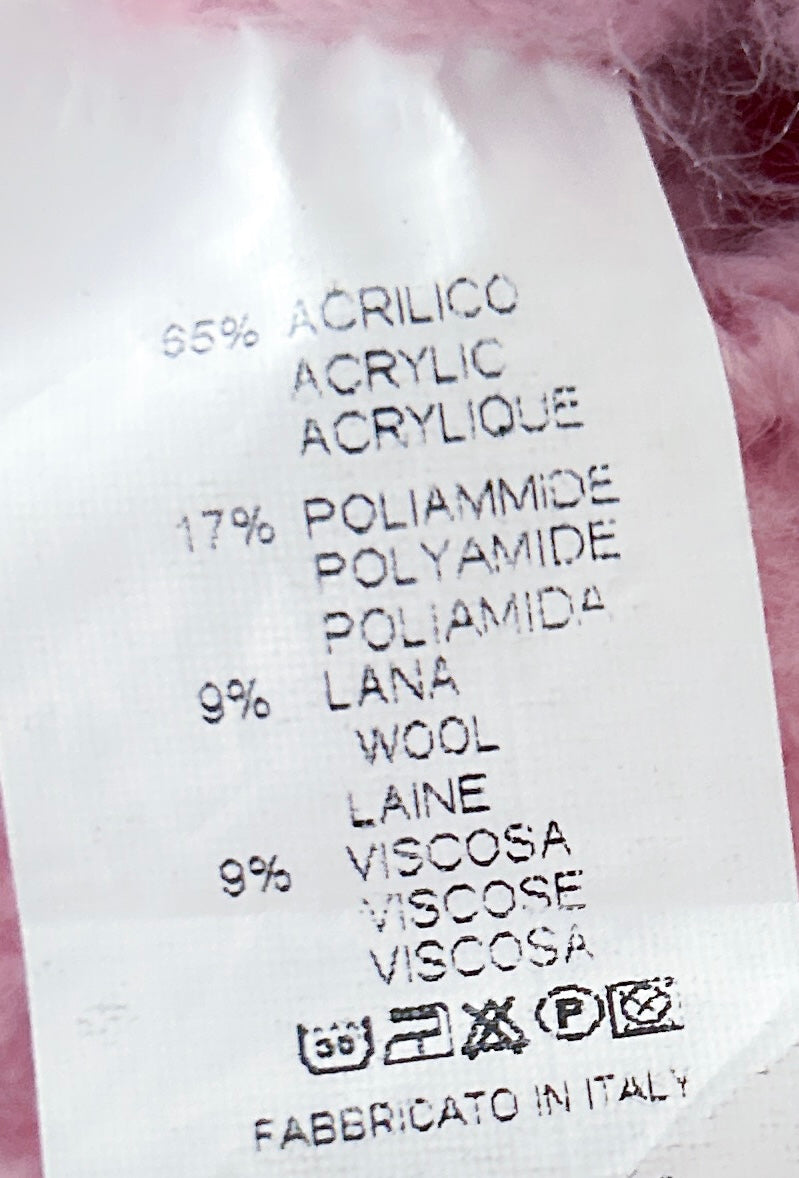 65% ACRILICO
ACRYLIC
ACRYLIQUE
17% POLIAMMIDE
POLYAMIDE
POLIAMIDA
9% LANA
WOOL
LAINE
9% VISCOSA
VISCOSE
VISCOSA
30 P
FABBRICATO IN ITALY